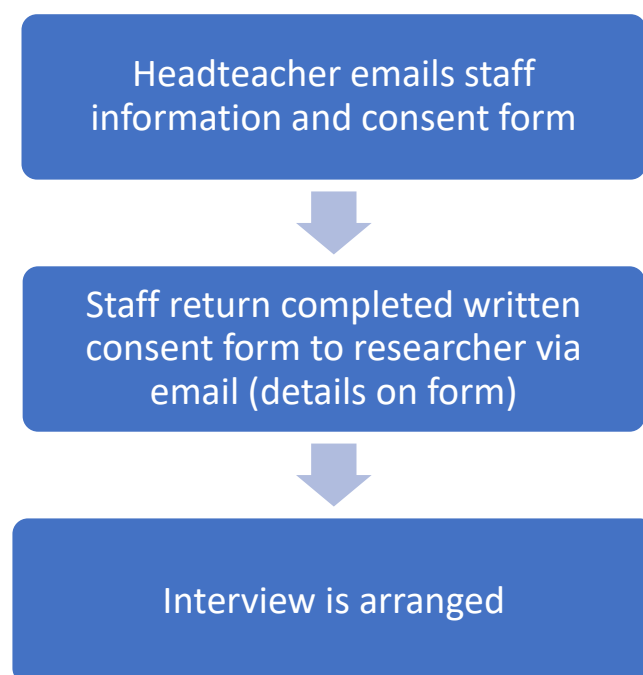 Headteacher emails staff
information and consent form
Staff return completed written
consent form to researcher via
email (details on form)
Interview is arranged